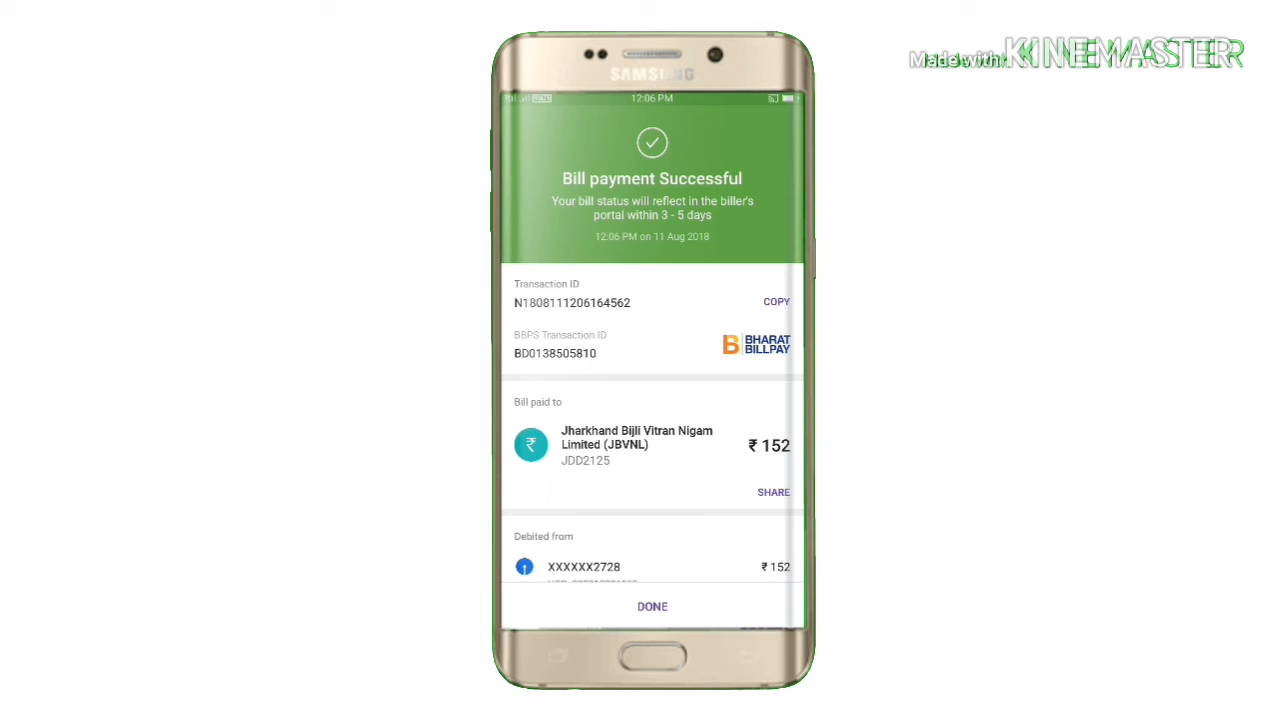 Made with KINEMASTER
SAMSUNG
12:06 PM
Bill payment Successful
Your bill status will reflect in the biller's
portal within 3 - 5 days
12:06 PM on 11 Aug 2018
Transaction ID
N1808111206164562
COPY
BBPS Transaction ID
BD0138505810
BHARAT
BILLPAY
Bill paid to
Jharkhand Bijli Vitran Nigam
Limited (JBVNL)
₹ 152
JDD2125
SHARE
Debited from
XXXXXX2728
₹ 152
DONE